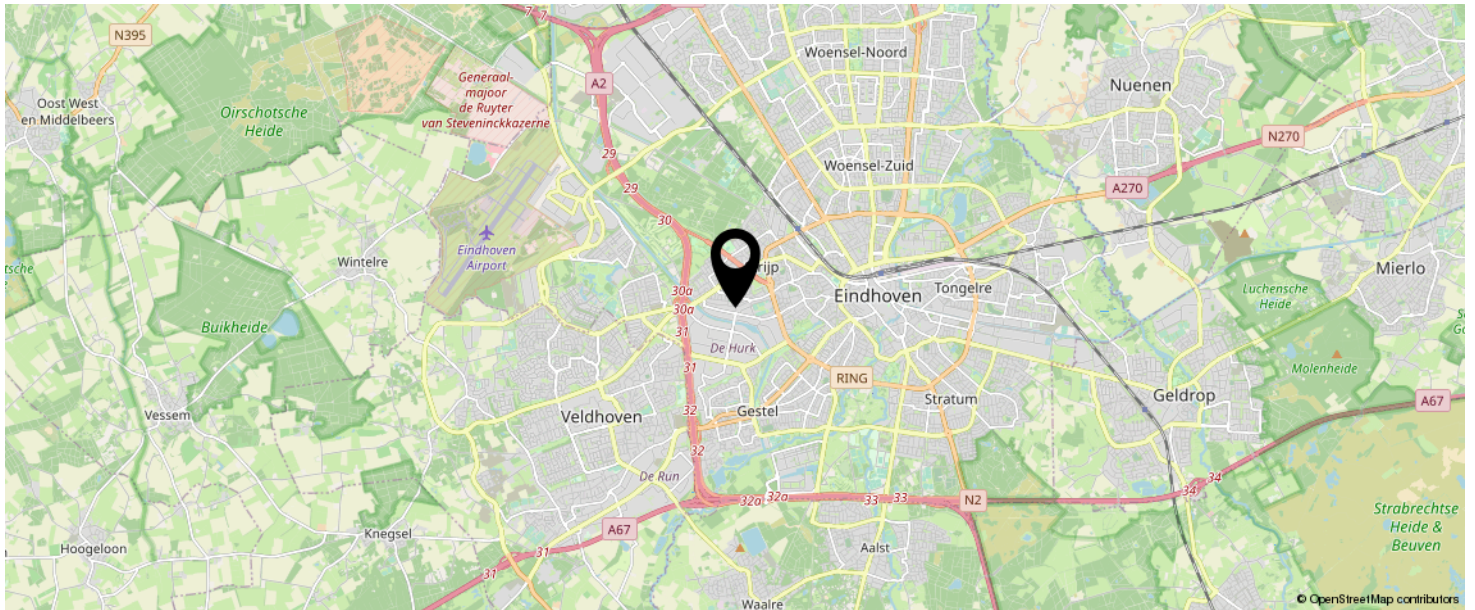 7
7
N395
A2
Woensel-Noord
Generaal-
majoor
de Ruyter
van Steveninckkazerne
Nuenen
Oost West
en Middelbeers
Oirschotsche
Heide
N270
29
Woensel-Zuid
29
A270
30
Eindhoven
Airport
Wintelre
rijp
Mierlo
Eindhoven
Tongelre
30a
30a
Luchensche
Heide
Buikheide
31
De Hurk
31
RING
Molenheide
Geldrop
Stratum
A67
Vessem
Veldhoven
32
Gestel
32
De Run
34
34
32a
32a
33
33
N2
Strabrechtse
Heide &
Beuven
A67
Knegsel
Hoogeloon
31
31
Aalst
Waalre
© OpenStreetMap contributors